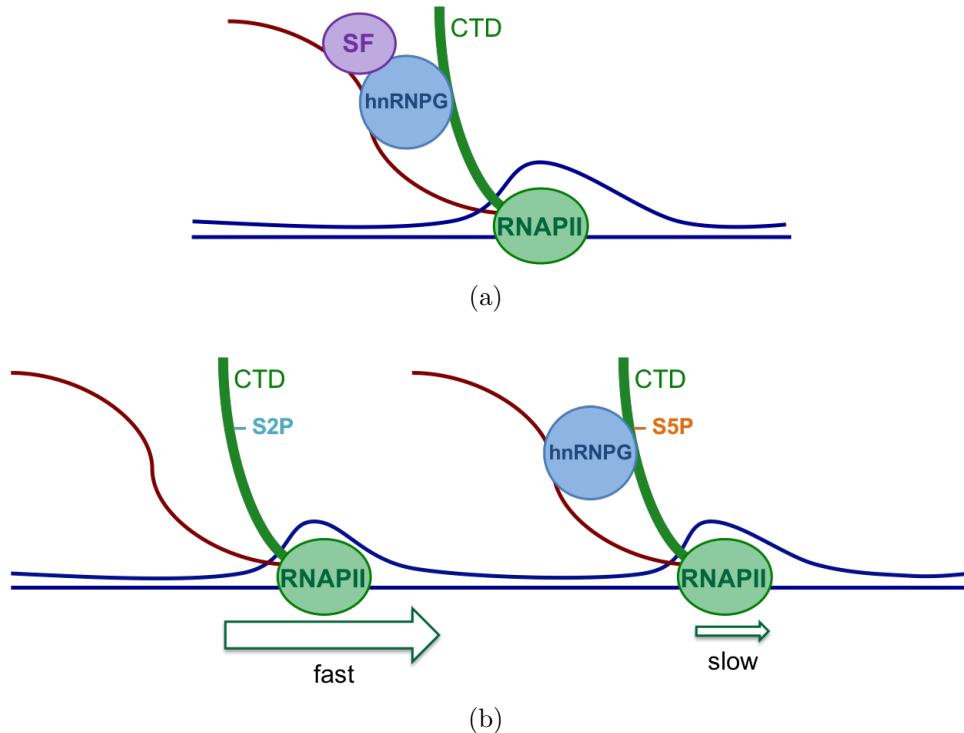 SF
CTD
hnRNPG
RNAPII
(a)
CTD
CTD
S2P
S5P
hnRNPG
RNAPII
RNAPII
fast
slow
(b)